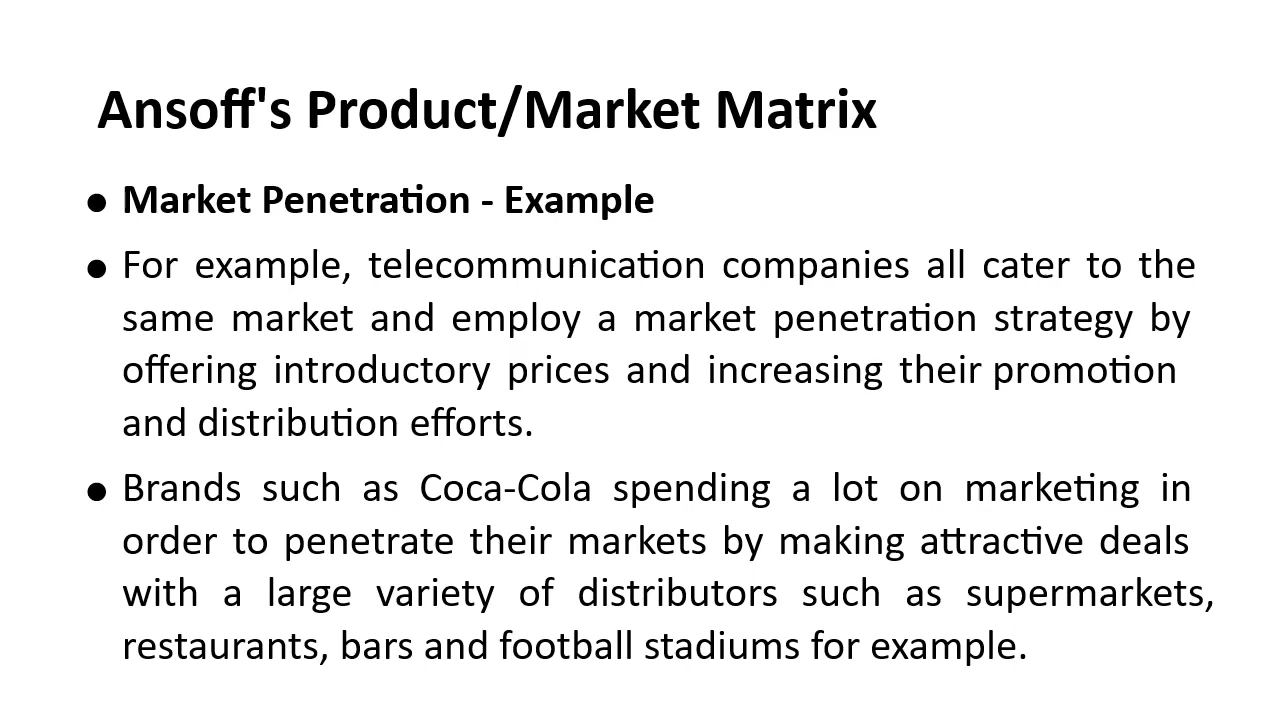 Ansoff's Product/Market Matrix
● Market Penetration - Example
● For example, telecommunication companies all cater to the
same market and employ a market penetration strategy by
offering introductory prices and increasing their promotion
and distribution efforts.
● Brands such as Coca-Cola spending a lot on marketing in
order to penetrate their markets by making attractive deals
with a large variety of distributors such as supermarkets,
restaurants, bars and football stadiums for example.